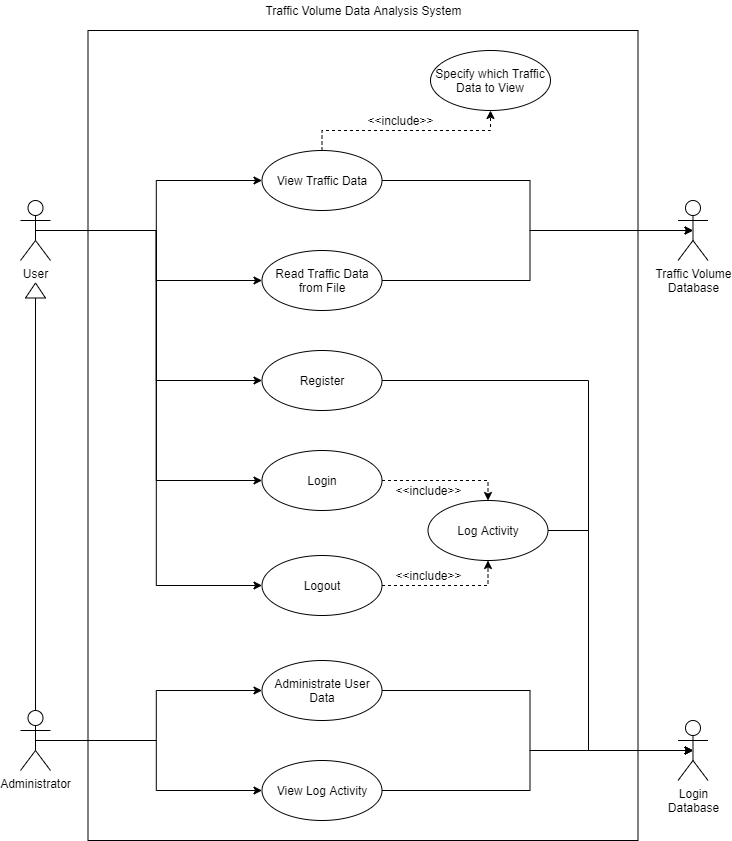 Traffic Volume Data Analysis System
Specify which Traffic
Data to View
<<include>>
View Traffic Data
User
Traffic Volume
Database
Read Traffic Data
from File
Register
Login
<<include>>
Log Activity
<<include>>
Logout
Administrate User
Data
Administrator
View Log Activity
Login
Database